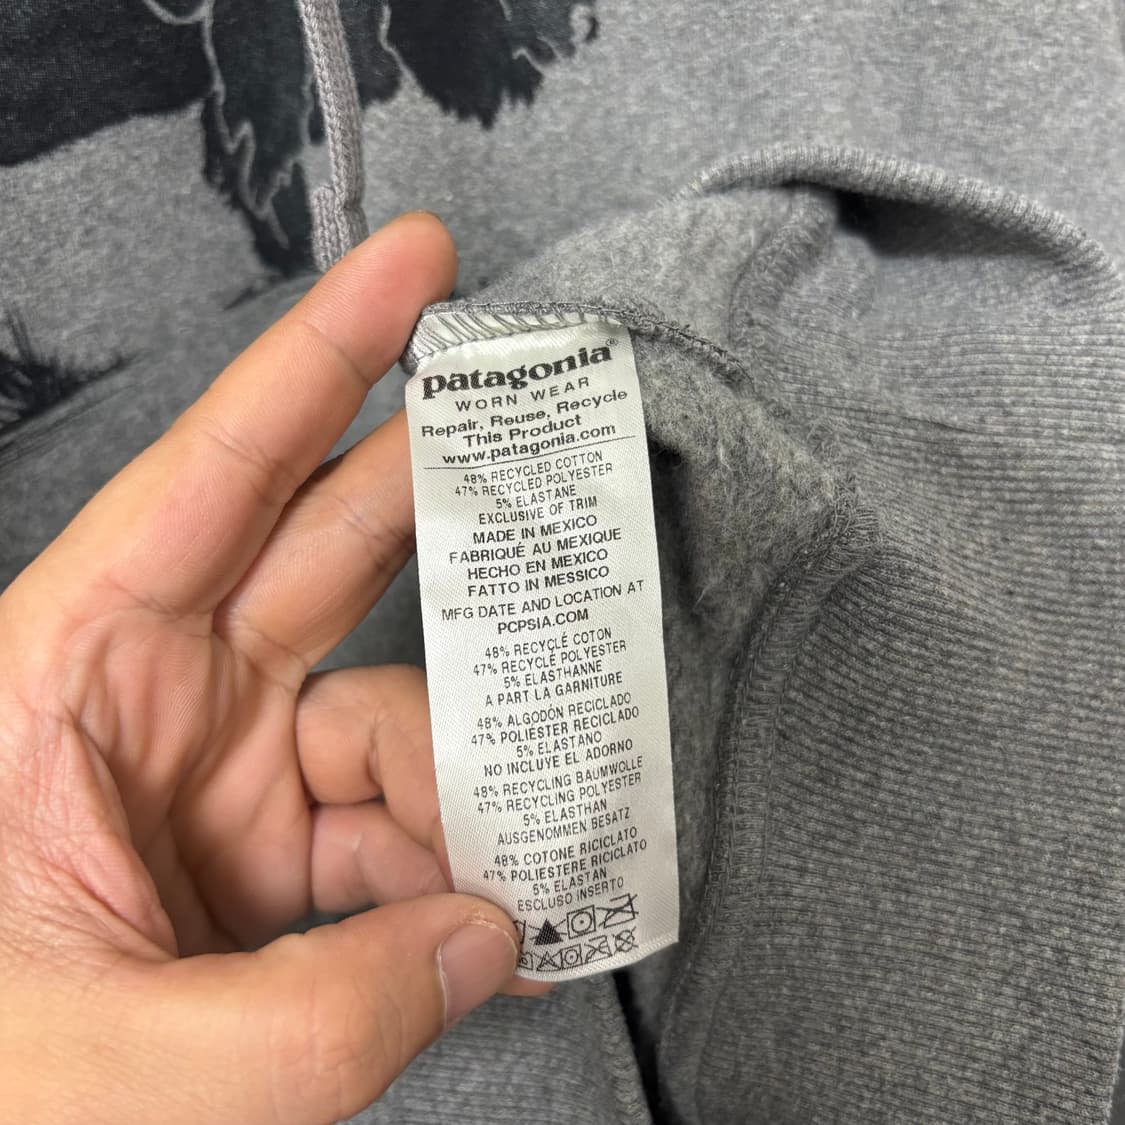 patagonia®
WORN WEAR
Repair, Reuse, Recycle
This Product
www.patagonia.com
48% RECYCLED COTTON
47% RECYCLED POLYESTER
5% ELASTANE
EXCLUSIVE OF TRIM
MADE IN MEXICO
FABRIQUÉ AU MEXIQUE
HECHO EN MEXICO
FATTO IN MESSICO
MFG DATE AND LOCATION AT
PCPSIA.COM
48% RECYCLÉ COTON
47% RECYCLÉ POLYESTER
5% ELASTHANNE
A PART LA GARNITURE
48% ALGODÓN RECICLADO
47% POLIÉSTER RECICLADO
5% ELASTANO
NO INCLUYE EL ADORNO
48% RECYCLING BAUMWOLLE
47% RECYCLING POLYESTER
5% ELASTHAN
AUSGENOMMEN BESATZ
48% COTONE RICICLATO
47% POLIESTERE RICICLATO
5% ELASTAN
ESCLUSO INSERTO